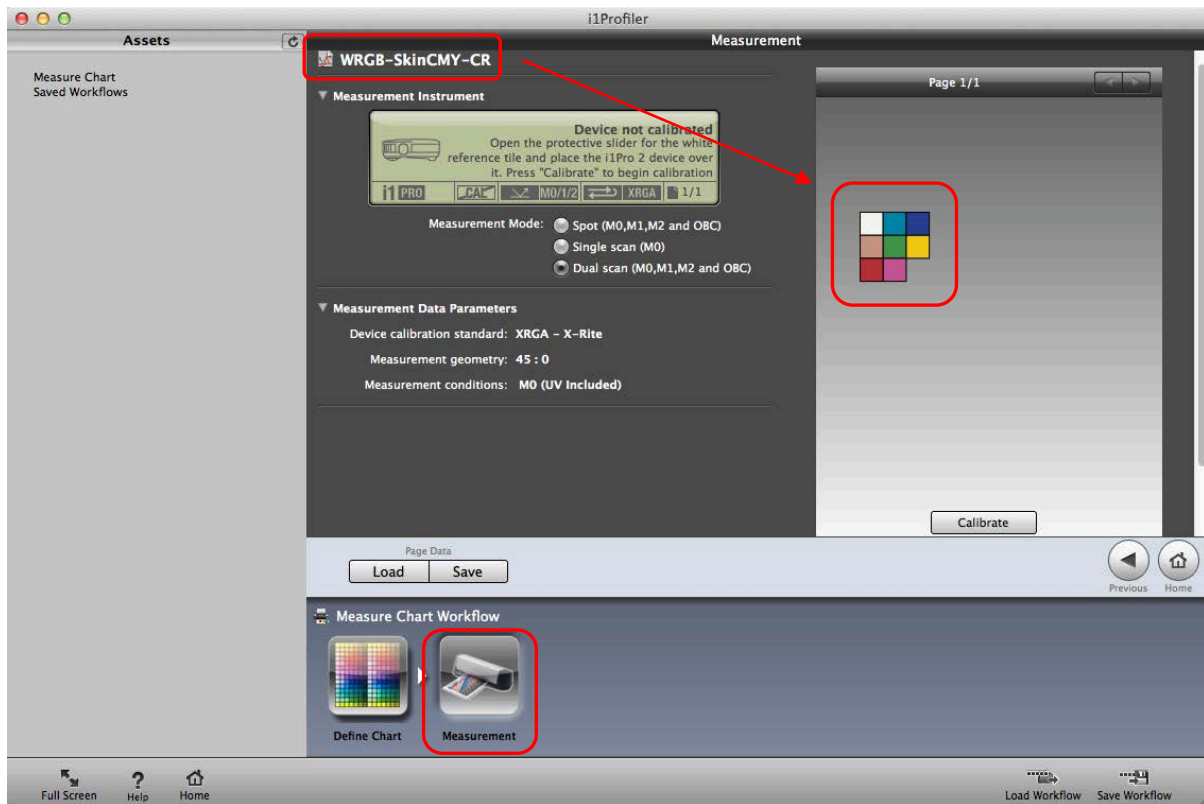 i1Profiler
Assets
Measure Chart
Saved Workflows
Measurement
WRGB-SkinCMY-CR
Measurement Instrument
Device not calibrated
Open the protective slider for the white
reference tile and place the i1Pro 2 device over
it. Press "Calibrate" to begin calibration
i1 PRO CAL M0/1/2 XRGA 1/1
Measurement Mode: Spot (M0,M1,M2 and OBC)
Single scan (M0)
Dual scan (M0,M1,M2 and OBC)
Measurement Data Parameters
Device calibration standard: XRGA - X-Rite
Measurement geometry: 45 : 0
Measurement conditions: M0 (UV Included)
Page 1/1
Calibrate
Page Data
Load Save
Previous Home
Measure Chart Workflow
Define Chart Measurement
Full Screen Help Home Load Workflow Save Workflow